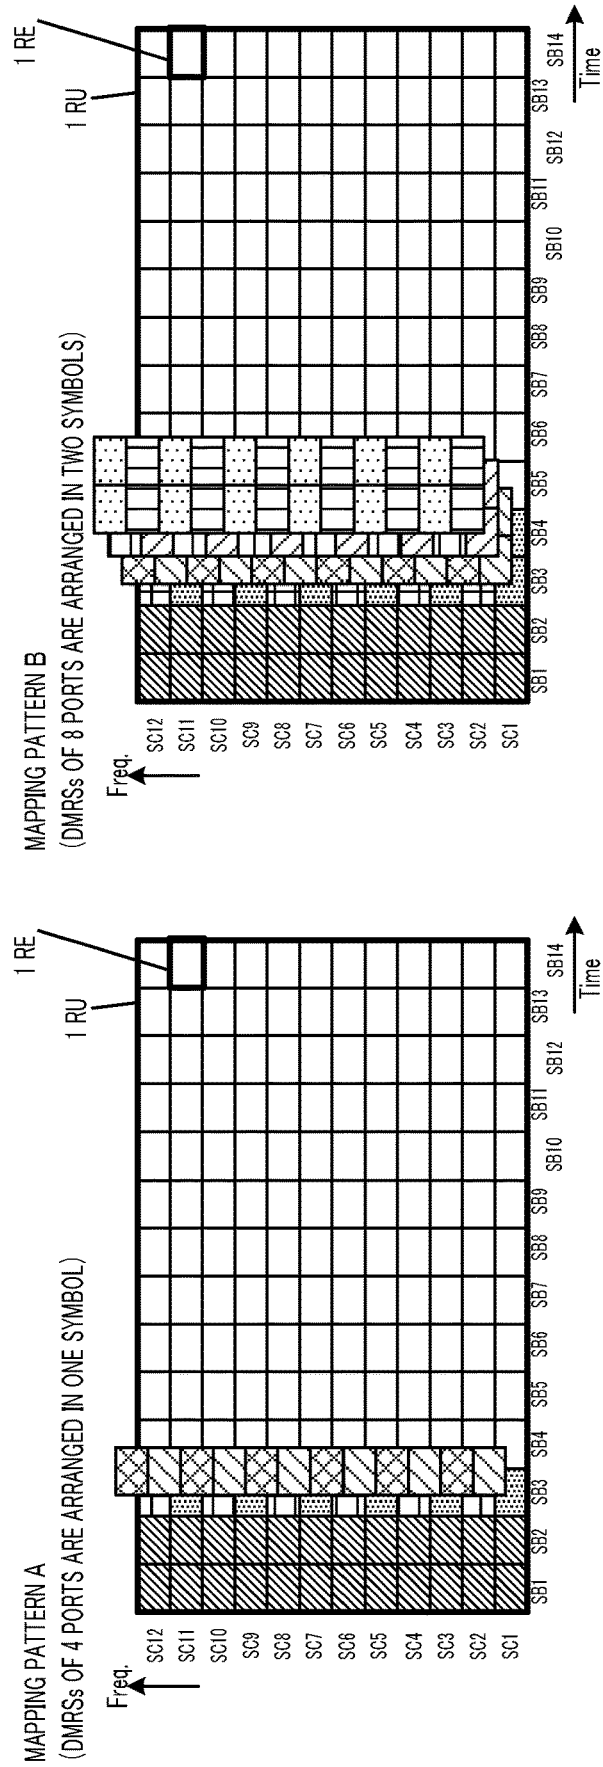 MAPPING PATTERN A
(DMRSs OF 4 PORTS ARE ARRANGED IN ONE SYMBOL)
1 RU
1 RE
Freq.
SC12
SC11
SC10
SC9
SC8
SC7
SC6
SC5
SC4
SC3
SC2
SC1
SB1 SB2 SB3 SB4 SB5 SB6 SB7 SB8 SB9 SB10 SB11 SB12 SB13 SB14
Time
MAPPING PATTERN B
(DMRSs OF 8 PORTS ARE ARRANGED IN TWO SYMBOLS)
1 RU
1 RE
Freq.
SC12
SC11
SC10
SC9
SC8
SC7
SC6
SC5
SC4
SC3
SC2
SC1
SB1 SB2 SB3 SB4 SB5 SB6 SB7 SB8 SB9 SB10 SB11 SB12 SB13 SB14
Time